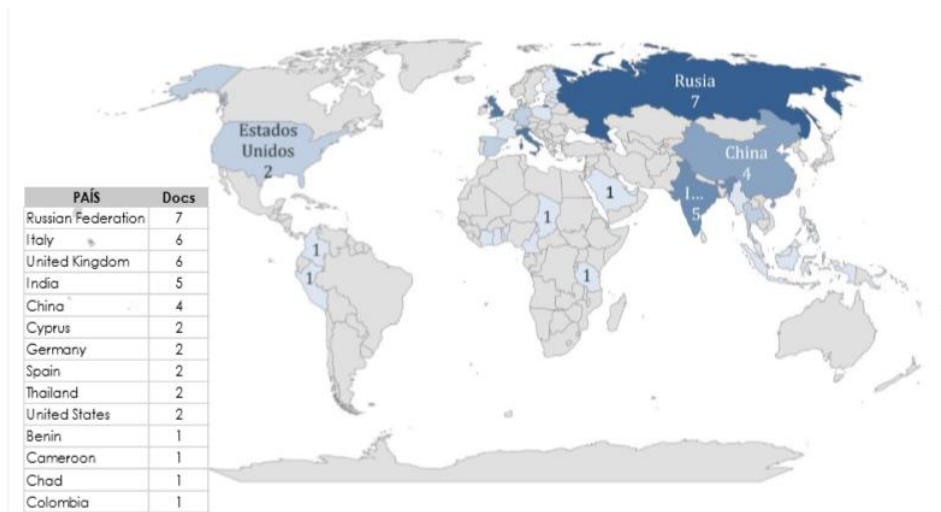 Rusia
7
Estados
Unidos
2
China
4
I...
5
1
1
1
1
1
PAÍS Docs
Russian Federation 7
Italy 6
United Kingdom 6
India 5
China 4
Cyprus 2
Germany 2
Spain 2
Thailand 2
United States 2
Benin 1
Cameroon 1
Chad 1
Colombia 1